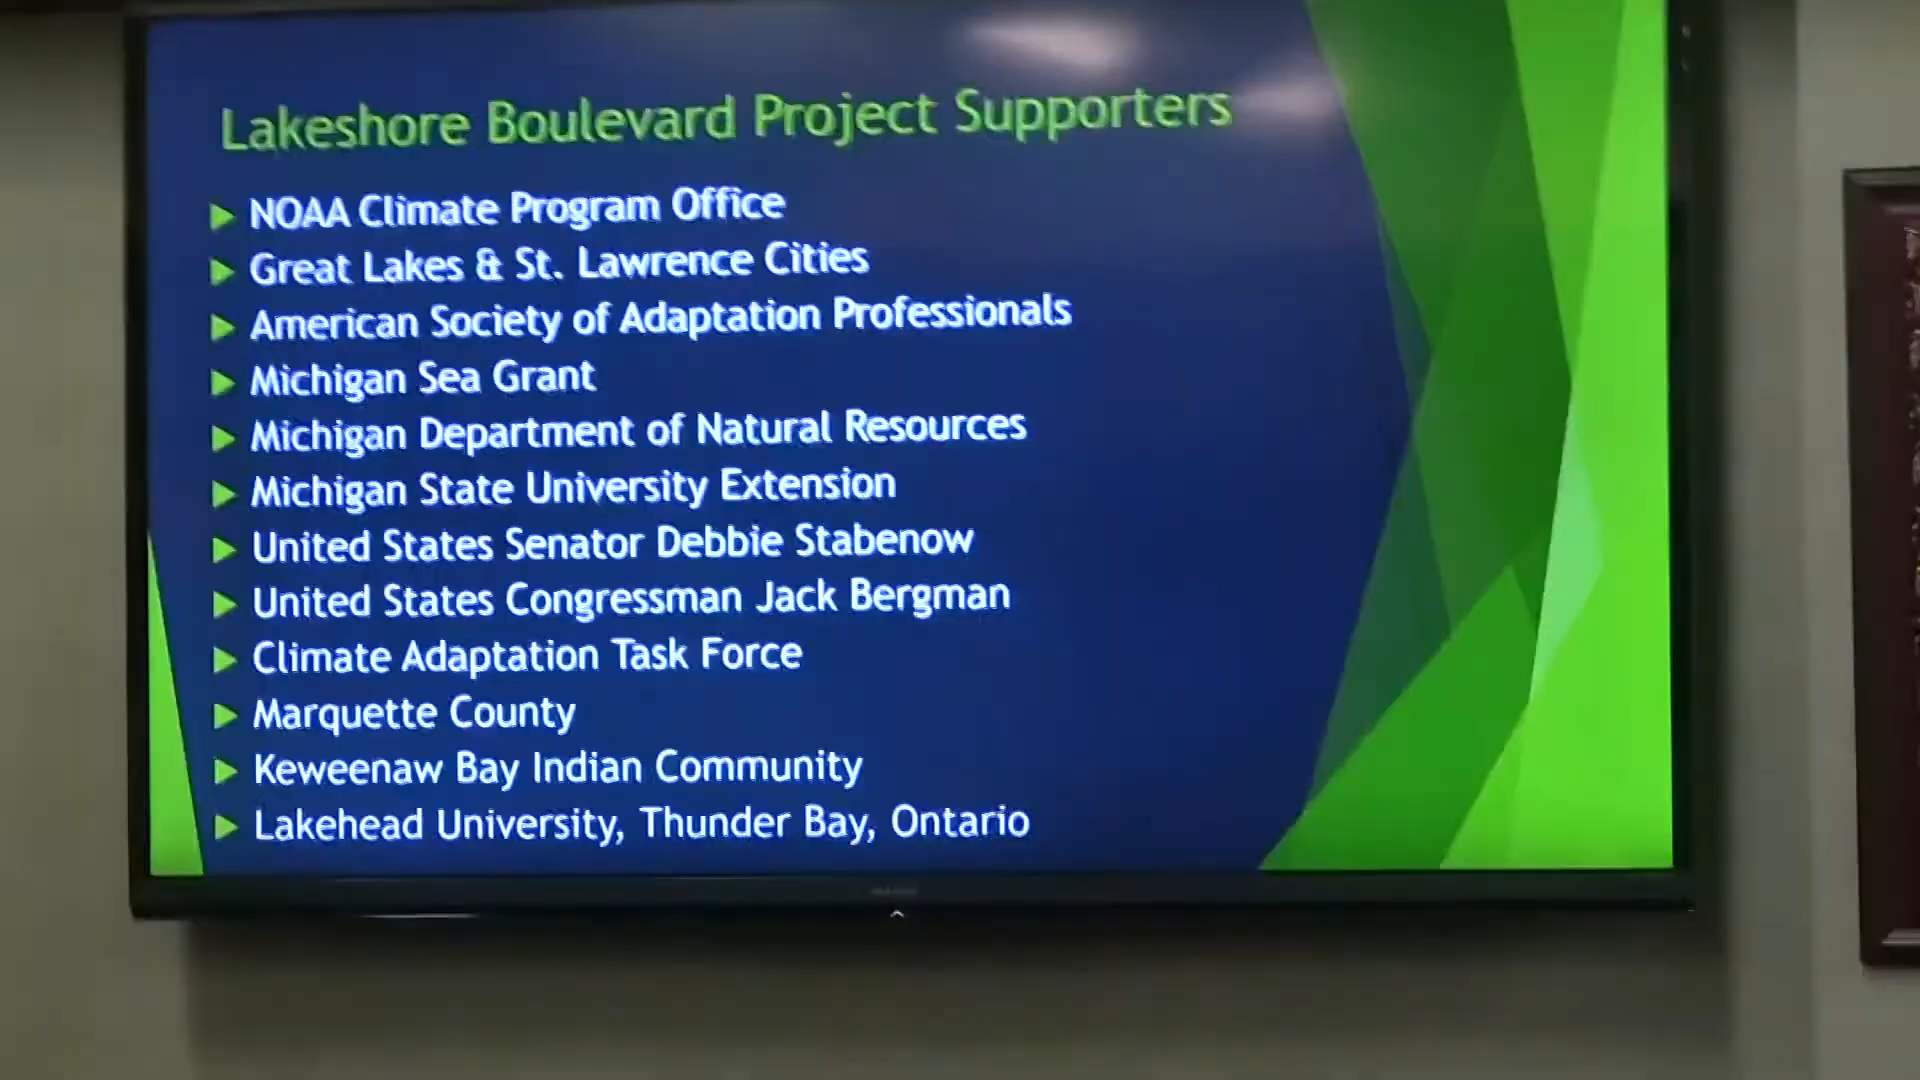 Lakeshore Boulevard Project Supporters
NOAA Climate Program Office
Great Lakes & St. Lawrence Cities
American Society of Adaptation Professionals
Michigan Sea Grant
Michigan Department of Natural Resources
Michigan State University Extension
United States Senator Debbie Stabenow
United States Congressman Jack Bergman
Climate Adaptation Task Force
Marquette County
Keweenaw Bay Indian Community
Lakehead University, Thunder Bay, Ontario